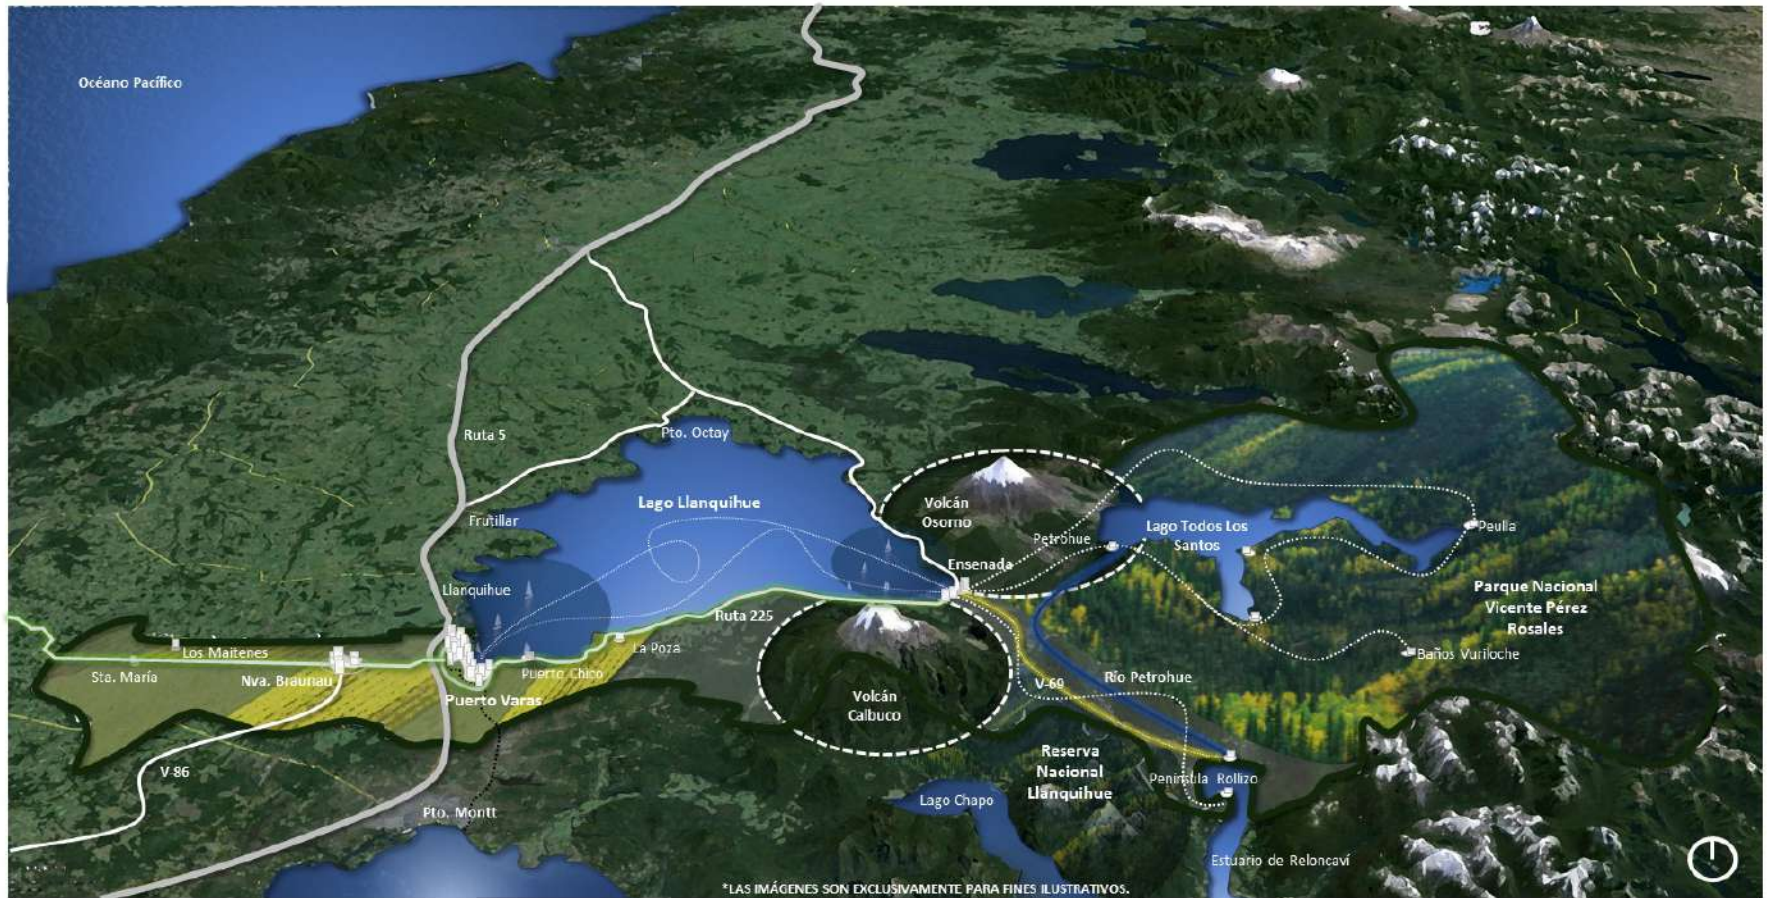 Océano Pacífico
Ruta 5
Pto. Octay
Lago Llanquihue
Volcán
Osorno
Frutillar
Petrohue
Lago Todos Los
Santos
Peulla
Ensenada
Llanquihue
Parque Nacional
Vicente Pérez
Rosales
Ruta 225
Los Maitenes
La Poza
Baños Vuriloche
Sta. María
Nva. Braunau
Puerto Chico
Río Petrohue
V-69
Puerto Varas
Volcán
Calbuco
Reserva
Nacional
Llanquihue
V-86
Península Rollizo
Lago Chapo
Pto. Montt
Estuario de Reloncaví
*LAS IMÁGENES SON EXCLUSIVAMENTE PARA FINES ILUSTRATIVOS.